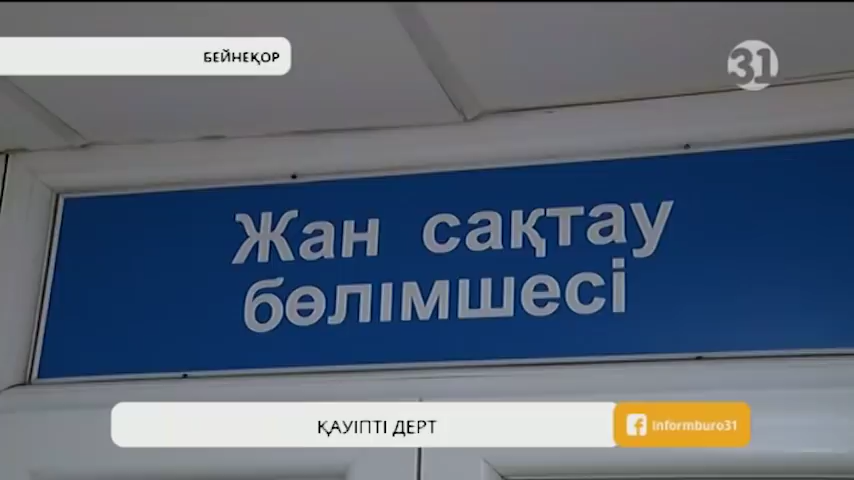 БЕЙНЕҚОР
31
Жан сақтау
бөлімшесі
ҚАУІПТІ ДЕРТ
Informburo31